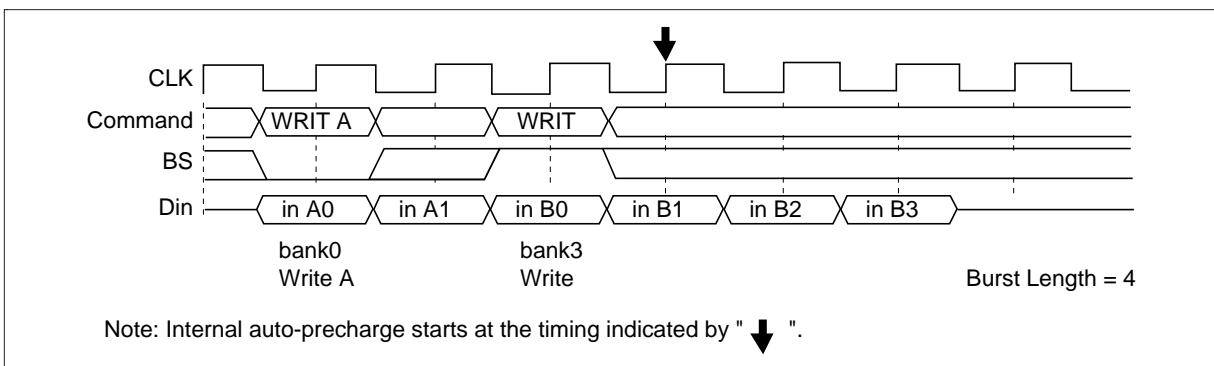 CLK
Command WRIT A WRIT
BS
Din in A0 in A1 in B0 in B1 in B2 in B3
bank0 bank3
Write A Write Burst Length = 4
Note: Internal auto-precharge starts at the timing indicated by " ".